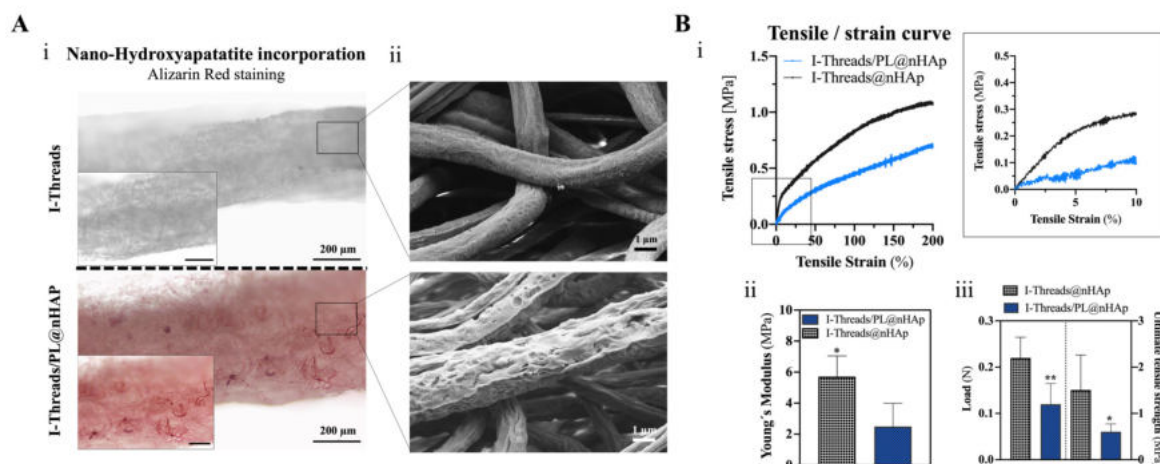 A
i
Nano-Hydroxyapatatite incorporation
Alizarin Red staining
ii
I-Threads
200 µm
1 µm
I-Threads/PL@nHAP
200 µm
1 µm
B
Tensile / strain curve
i
I-Threads/PL@nHAp
I-Threads@nHAp
Tensile stress [MPa]
1.5
1.0
0.5
0.0
0
50
100
150
200
Tensile Strain (%)
Tensile stress (MPa)
0.5
0.4
0.3
0.2
0.1
0.0
0
5
10
Tensile Strain (%)
ii
I-Threads/PL@nHAp
I-Threads@nHAp
Young´s Modulus (MPa)
10
8
6
4
2
0
*
iii
I-Threads@nHAp
I-Threads/PL@nHAp
Load (N)
0.3
0.2
0.1
0.0
**
*
3
2
1
0
Ultimate tensile strength (MPa)